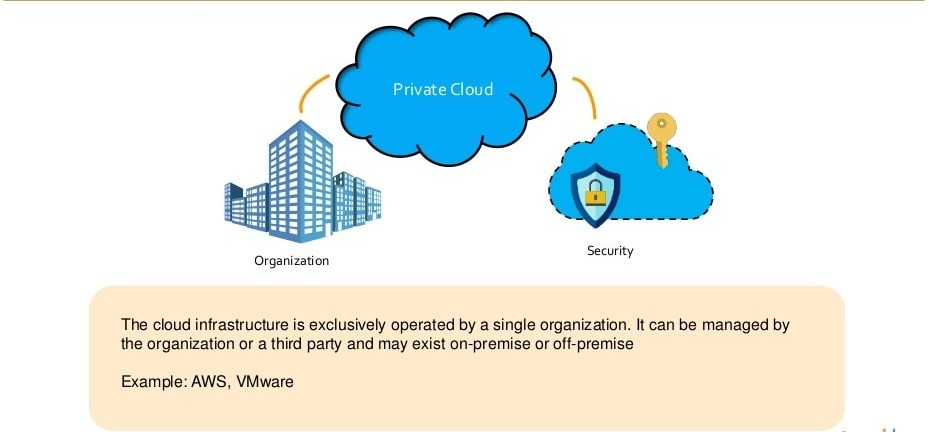 Private Cloud
Organization
Security
The cloud infrastructure is exclusively operated by a single organization. It can be managed by
the organization or a third party and may exist on-premise or off-premise
Example: AWS, VMware